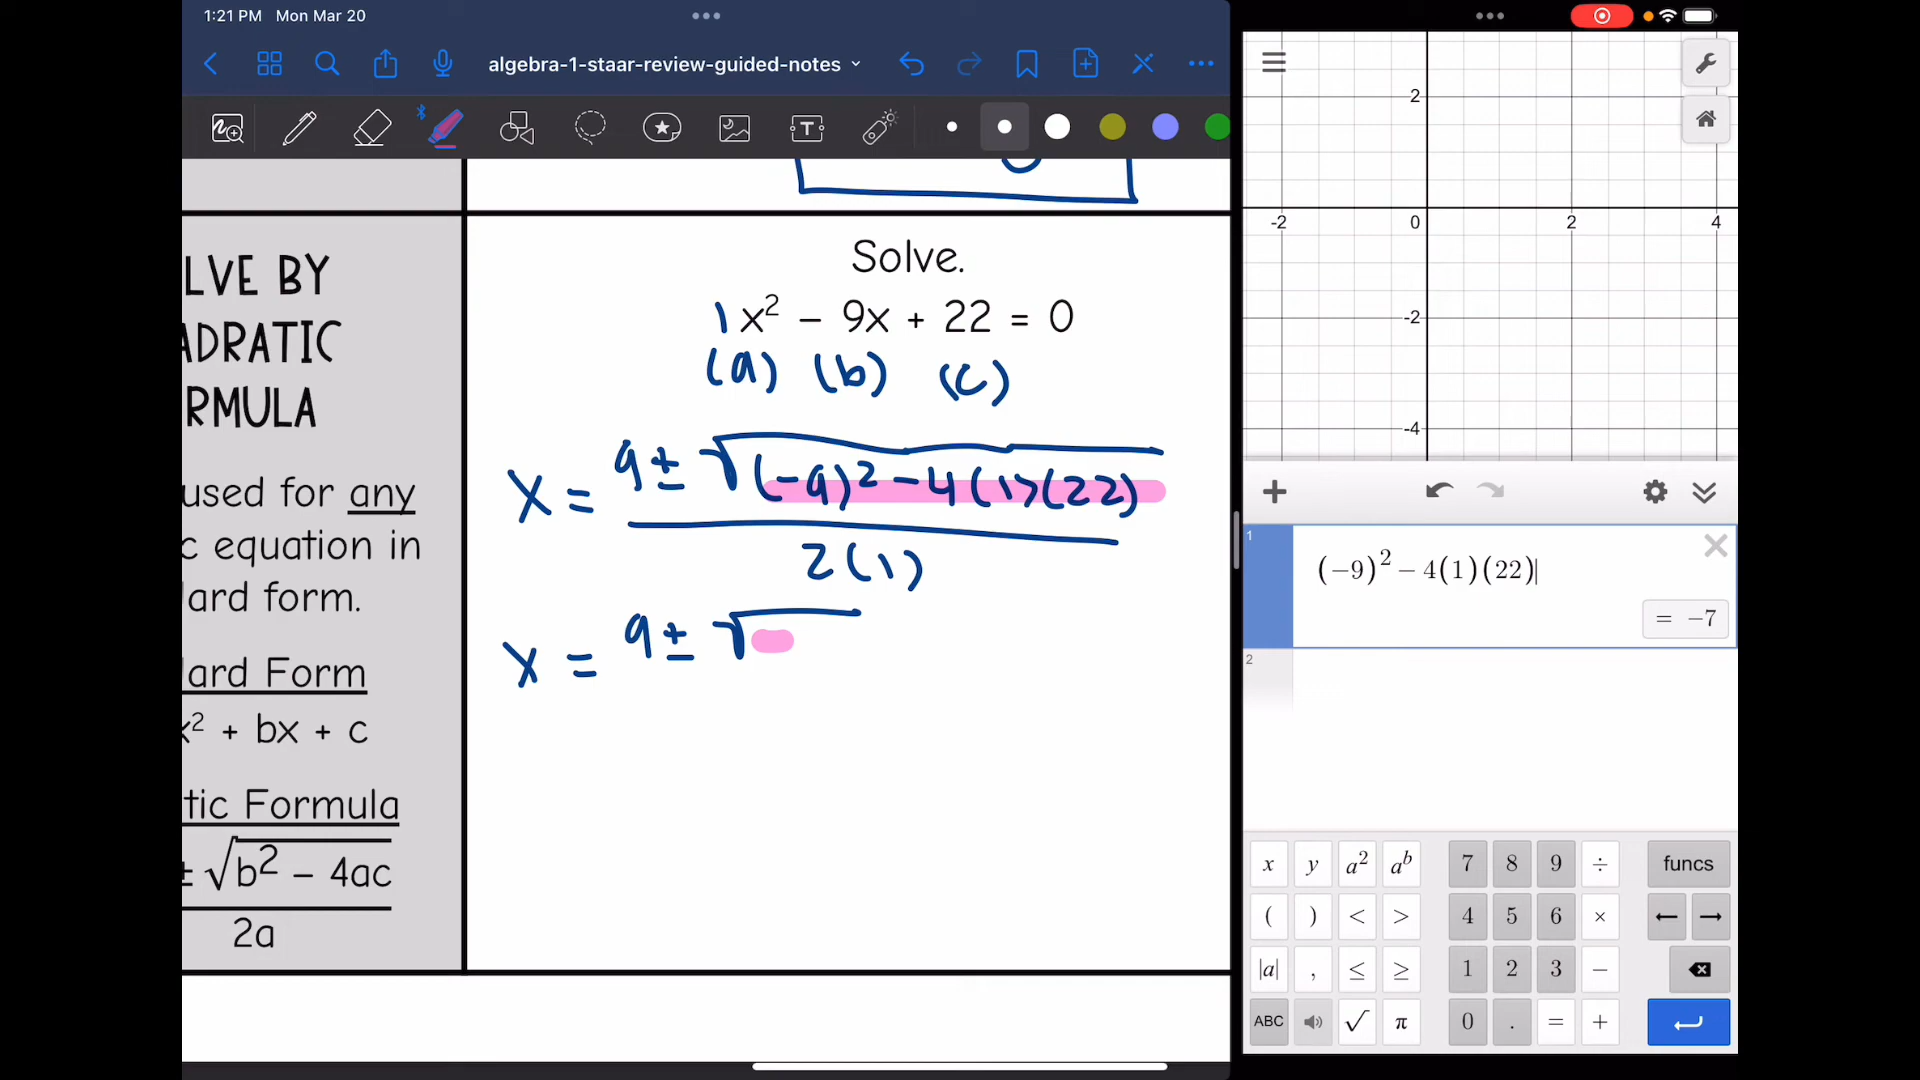 1:21 PM Mon Mar 20
algebra-1-staar-review-guided-notes
T
LVE BY
ADRATIC
RMULA
used for any
c equation in
ard form.
ard Form
x² + bx + c
tic Formula
± √b² − 4ac
2a
Solve.
1x² − 9x + 22 = 0
(a) (b) (c)
x = 9 ± √(-9)² - 4(1)(22)
2(1)
x = 9 ± √
2
-2 0 2 4
-2
-4
1
(−9)² − 4(1)(22)
= −7
2
x y a² aᵇ 7 8 9 ÷ funcs
( ) < > 4 5 6 × ← →
|a| , ≤ ≥ 1 2 3 −
ABC √ π 0 . = +